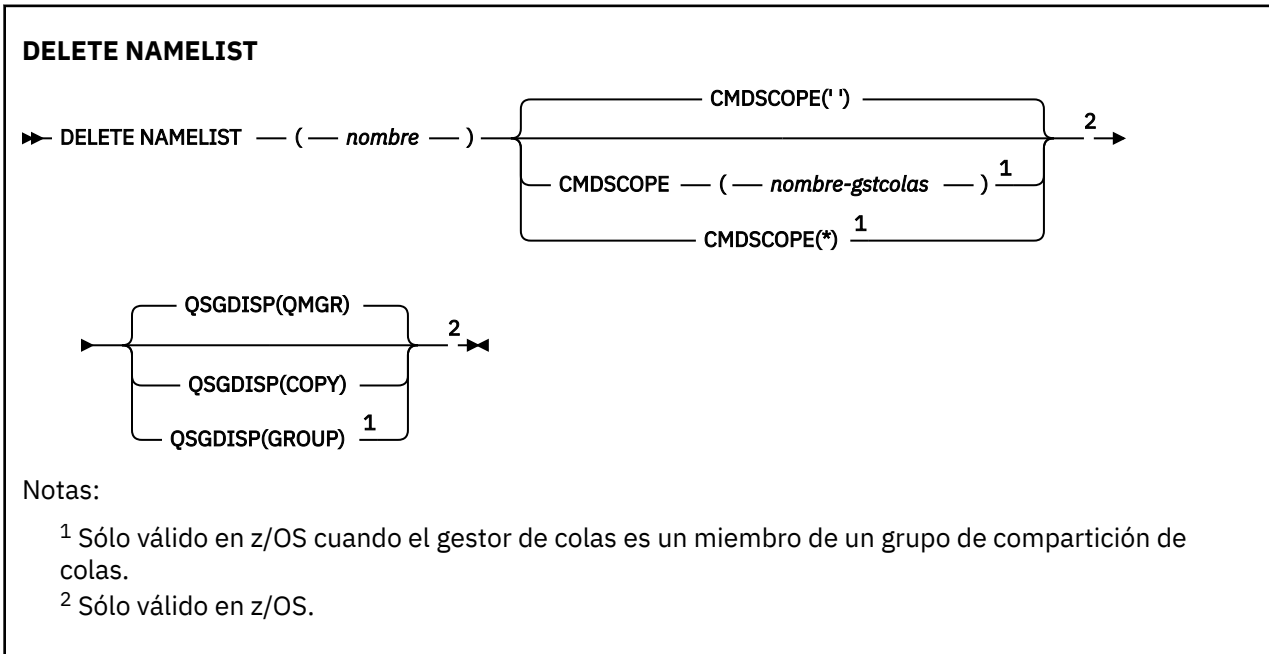 DELETE NAMELIST
CMDSCOPE(' ')
DELETE NAMELIST ( nombre ) 2
CMDSCOPE ( nombre-gstcolas ) 1
CMDSCOPE(*) 1
QSGDISP(QMGR)
2
QSGDISP(COPY)
QSGDISP(GROUP) 1
Notas:
1 Sólo válido en z/OS cuando el gestor de colas es un miembro de un grupo de compartición de
colas.
2 Sólo válido en z/OS.